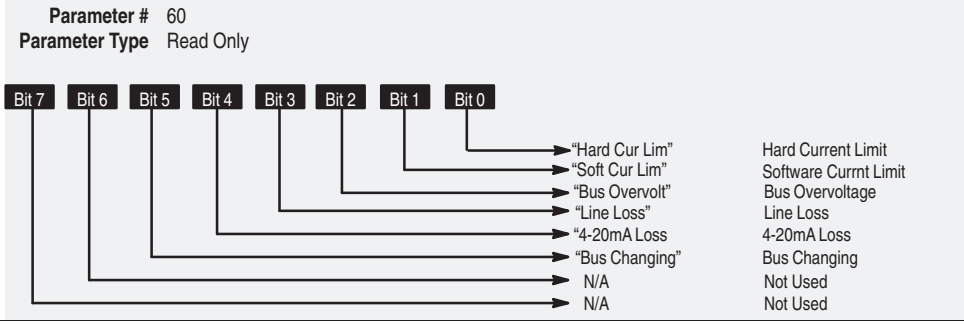 Parameter # 60
Parameter Type Read Only
Bit 7 Bit 6 Bit 5 Bit 4 Bit 3 Bit 2 Bit 1 Bit 0
“Hard Cur Lim” Hard Current Limit
“Soft Cur Lim” Software Currnt Limit
“Bus Overvolt” Bus Overvoltage
“Line Loss” Line Loss
“4-20mA Loss 4-20mA Loss
“Bus Changing” Bus Changing
N/A Not Used
N/A Not Used